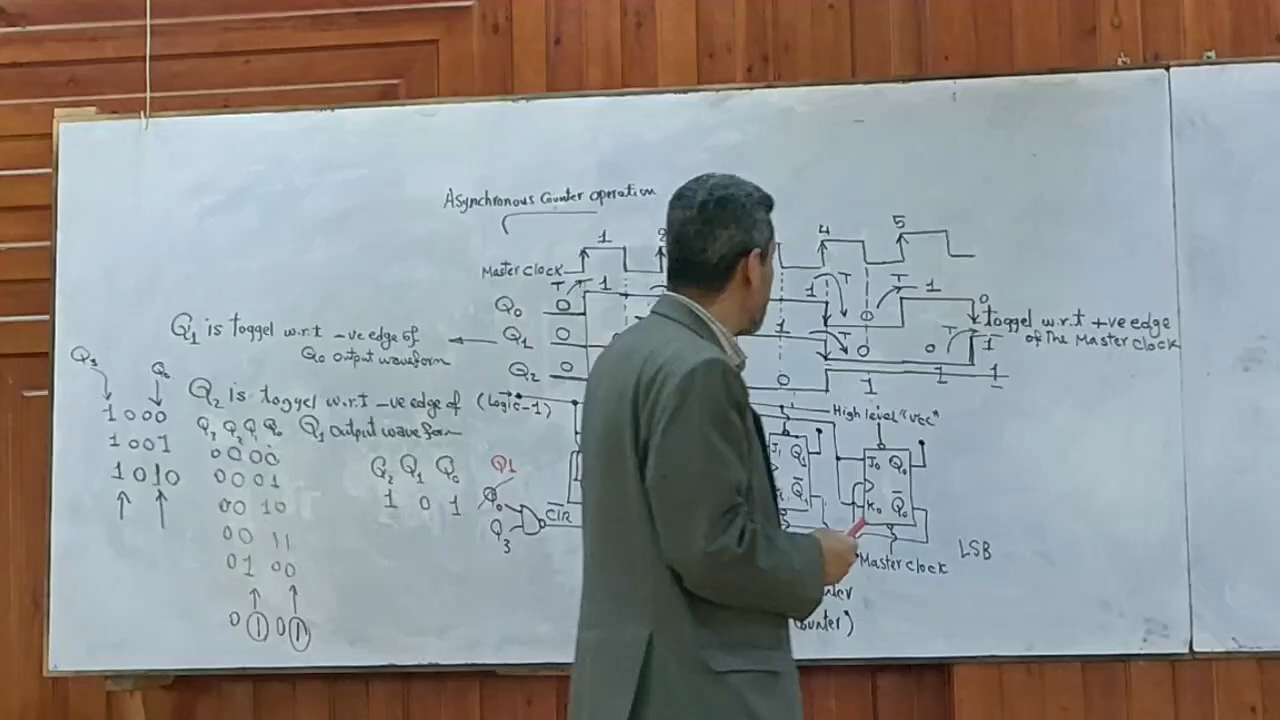 Asynchronous Counter operation
1
4
5
Master clock
T
1
1
T
T
1
0
Q0
0
0
toggel w.r.t +ve edge
of The Master clock
Q1
0
1
T
0
0
T
1
Q2
0
0
1
1
1
Q1 is toggel w.r.t -ve edge of
Q0 output waveform
Q2 is toggel w.r.t -ve edge of
Q1 output waveform
(Logic-1)
High level "Vcc"
Q3
1000
1001
1010
Q3 Q2 Q1 Q0
0000
0001
0010
0011
0100
0101
Q2 Q1 Q0
1 0 1
Q1
Q0
Q3
CLR
J1 Q1
Q1
J0 Q0
K0 Q0
Master clock
LSB